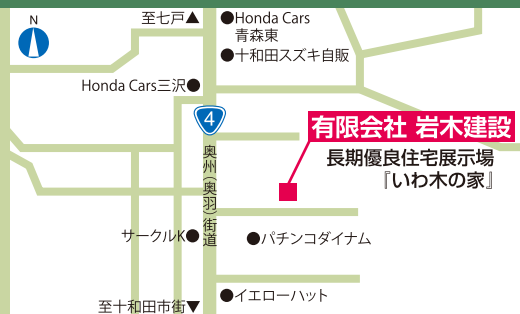 N
至七戸▲
●Honda Cars
青森東
●十和田スズキ自販
Honda Cars三沢●
4
有限会社 岩木建設
長期優良住宅展示場
『いわ木の家』
奥州(奥羽)街道
サークルK●
●パチンコダイナム
●イエローハット
至十和田市街▼